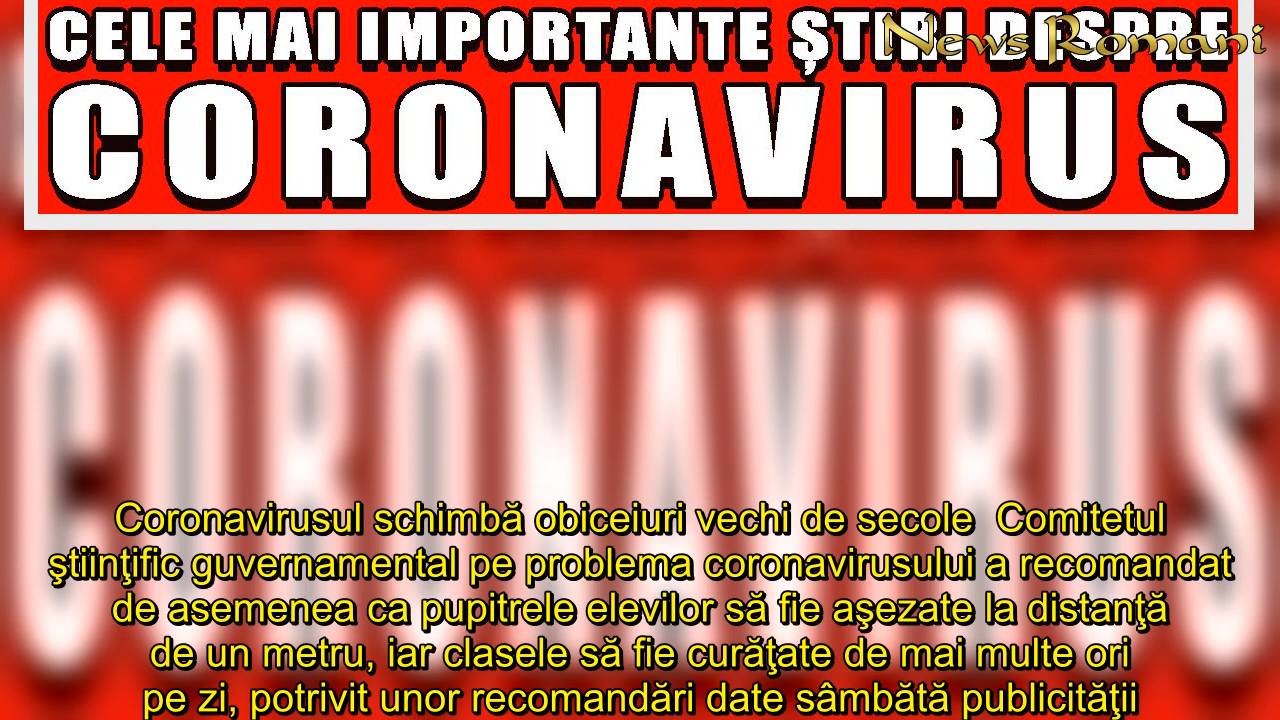 CELE MAI IMPORTANTE ȘTIRI DESPRE
News Romani
CORONAVIRUS
CORONAVIRUS
Coronavirusul schimbă obiceiuri vechi de secole Comitetul
ştiinţific guvernamental pe problema coronavirusului a recomandat
de asemenea ca pupitrele elevilor să fie aşezate la distanţă
de un metru, iar clasele să fie curăţate de mai multe ori
pe zi, potrivit unor recomandări date sâmbătă publicităţii